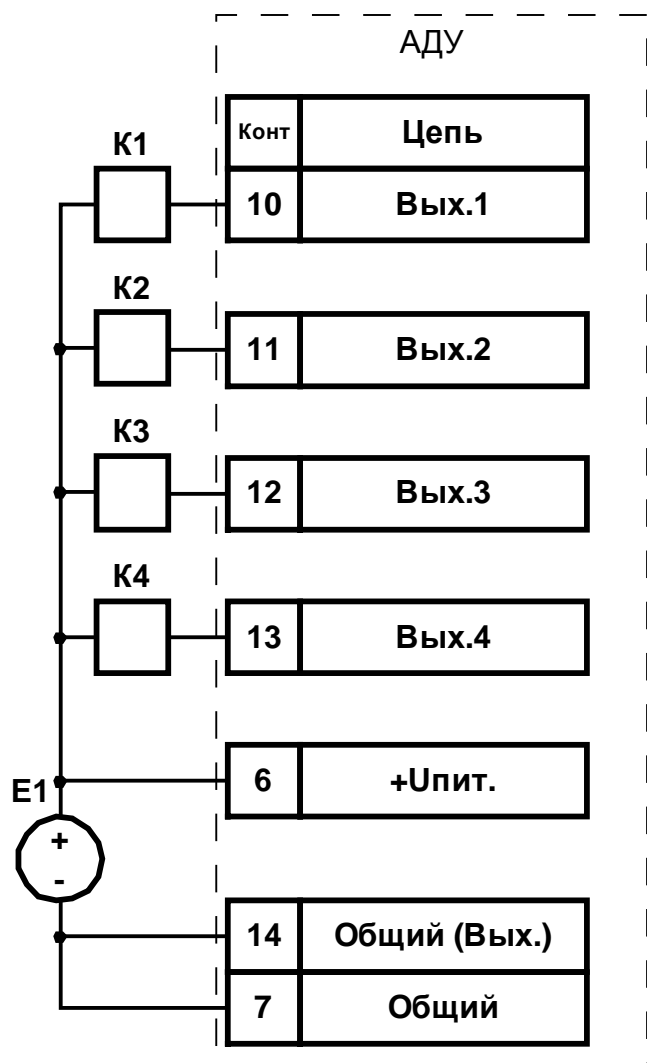 АДУ
Конт Цепь
К1
10 Вых.1
К2
11 Вых.2
К3
12 Вых.3
К4
13 Вых.4
6 +Uпит.
Е1
+
-
14 Общий (Вых.)
7 Общий